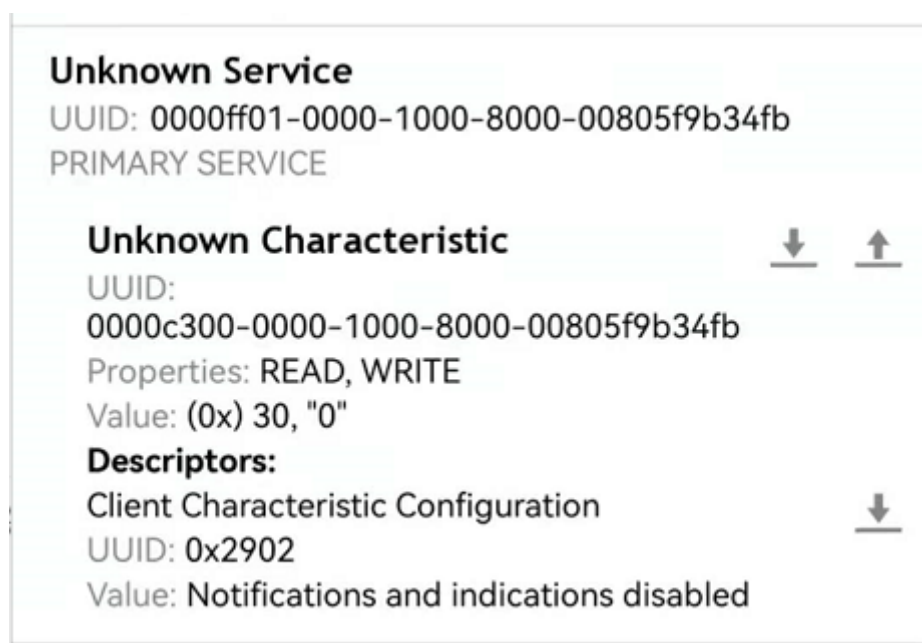 Unknown Service
UUID: 0000ff01-0000-1000-8000-00805f9b34fb
PRIMARY SERVICE
Unknown Characteristic
UUID:
0000c300-0000-1000-8000-00805f9b34fb
Properties: READ, WRITE
Value: (0x) 30, "0"
Descriptors:
Client Characteristic Configuration
UUID: 0x2902
Value: Notifications and indications disabled